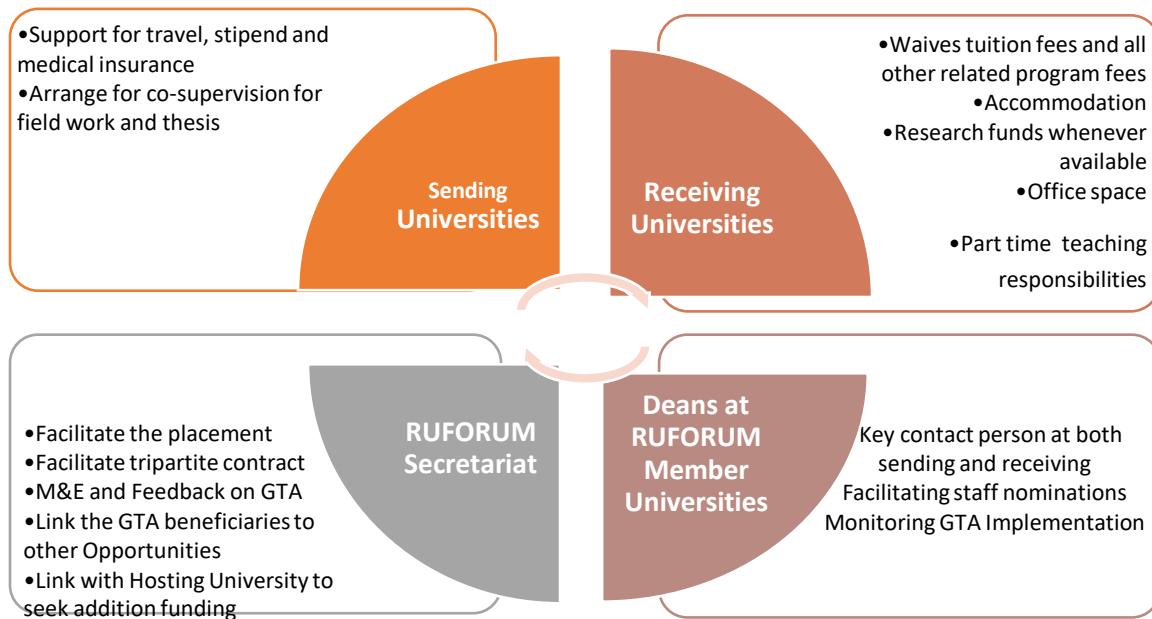 •Support for travel, stipend and
medical insurance
•Arrange for co-supervision for
field work and thesis
Sending
Universities
Receiving
Universities
•Waives tuition fees and all
other related program fees
•Accommodation
•Research funds whenever
available
•Office space
•Part time teaching
responsibilities
•Facilitate the placement
•Facilitate tripartite contract
•M&E and Feedback on GTA
•Link the GTA beneficiaries to
other Opportunities
•Link with Hosting University to
seek addition funding
RUFORUM
Secretariat
Deans at
RUFORUM
Member
Universities
Key contact person at both
sending and receiving
Facilitating staff nominations
Monitoring GTA Implementation